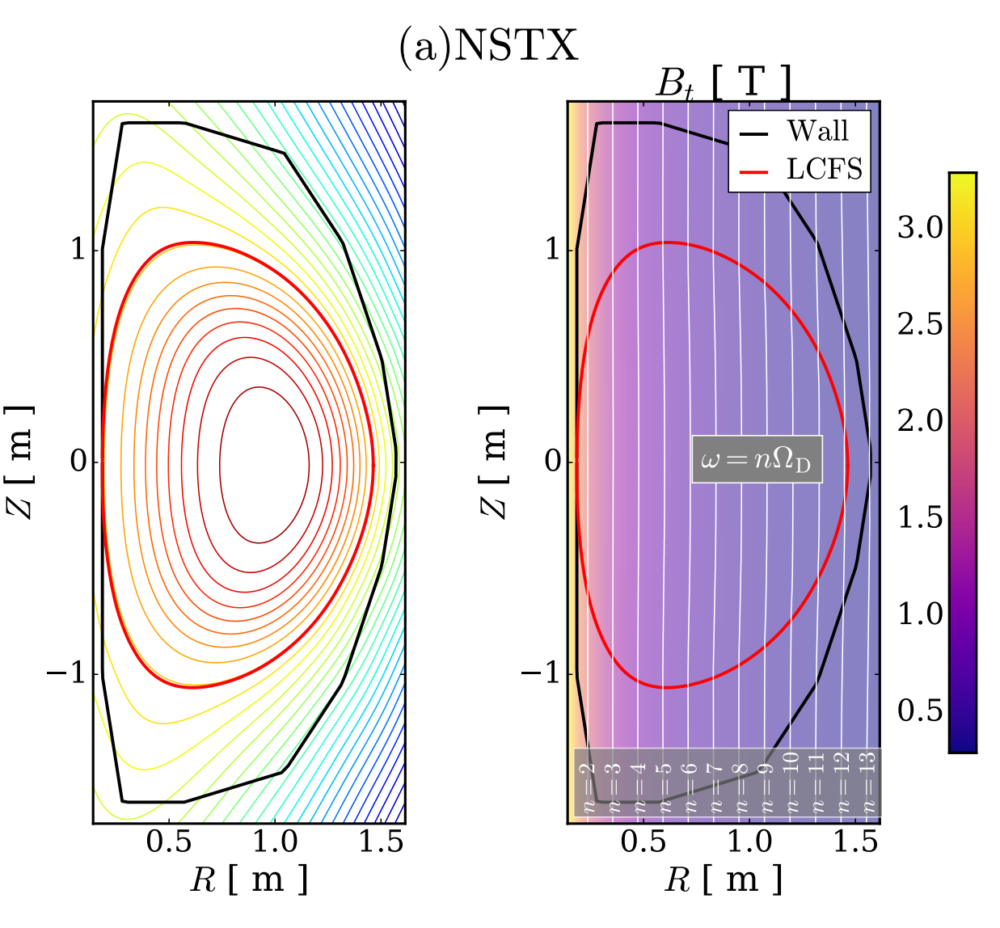 (a)NSTX
Z [ m ]
1
0
−1
0.5 1.0 1.5
R [ m ]
B_t [ T ]
Wall
LCFS
Z [ m ]
1
0
−1
ω = nΩ_D
n = 2
n = 3
n = 4
n = 5
n = 6
n = 7
n = 8
n = 9
n = 10
n = 11
n = 12
n = 13
0.5 1.0 1.5
R [ m ]
3.0
2.5
2.0
1.5
1.0
0.5